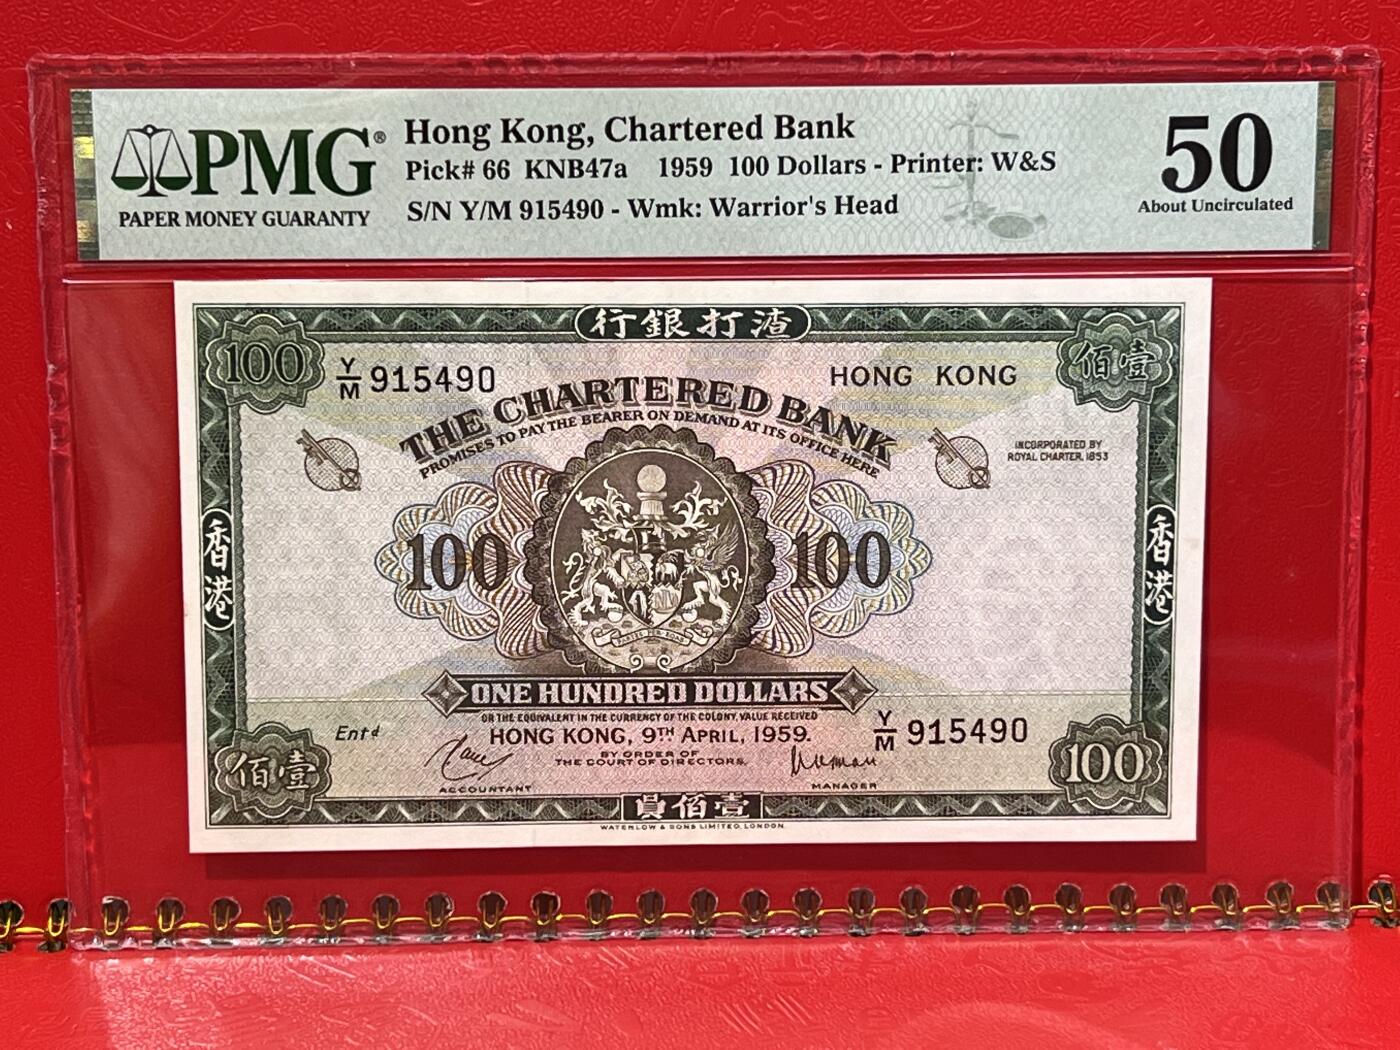 PMG®
PAPER MONEY GUARANTY
Hong Kong, Chartered Bank
Pick# 66 KNB47a 1959 100 Dollars - Printer: W&S
S/N Y/M 915490 - Wmk: Warrior's Head
50
About Uncirculated
行銀打渣
100
Y/M 915490
HONG KONG
佰壹
THE CHARTERED BANK
PROMISES TO PAY THE BEARER ON DEMAND AT ITS OFFICE HERE
INCORPORATED BY
ROYAL CHARTER, 1853
香港
100
100
香港
ONE HUNDRED DOLLARS
OR THE EQUIVALENT IN THE CURRENCY OF THE COLONY, VALUE RECEIVED
Entd
HONG KONG, 9TH APRIL, 1959.
Y/M 915490
BY ORDER OF
THE COURT OF DIRECTORS.
ACCOUNTANT
MANAGER
佰壹
100
員佰壹
WATERLOW & SONS LIMITED, LONDON